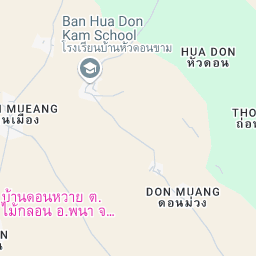 Ban Hua Don
Kam School
โรงเรียนบ้านหัวดอนขาม
HUA DON
หัวดอน
MUEANG
นเมือง
THO
ถ่อ
DON MUANG
ดอนม่วง
บ้านดอนหวาย ต.
ไม้กลอน อ.พนา จ...
N